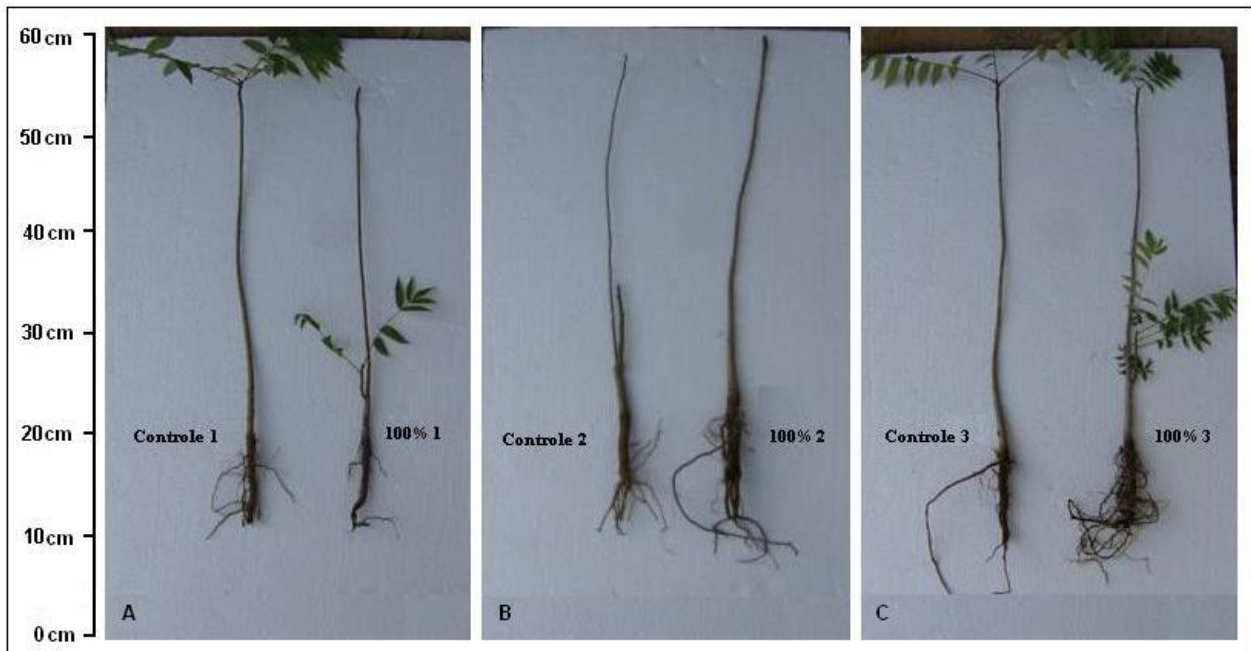 60 cm
50 cm
40 cm
30 cm
20 cm
10 cm
0 cm
Controle 1
100% 1
A
Controle 2
100% 2
B
Controle 3
100% 3
C